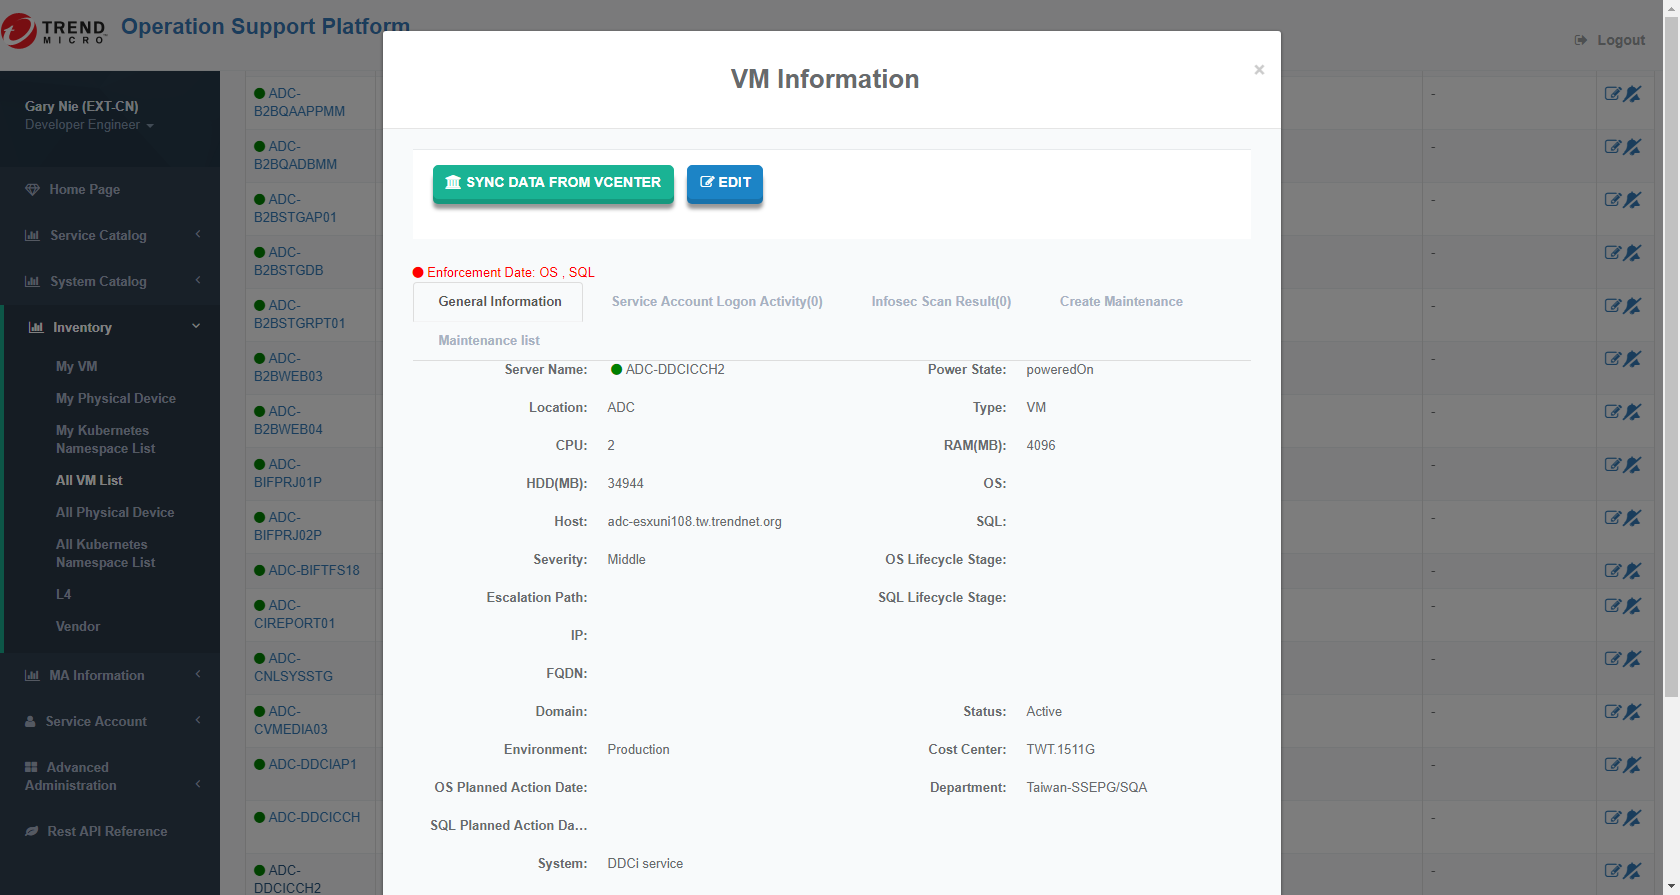 TREND MICRO
Operation Support Platform
Logout
Gary Nie (EXT-CN)
Developer Engineer
Home Page
Service Catalog
System Catalog
Inventory
My VM
My Physical Device
My Kubernetes
Namespace List
All VM List
All Physical Device
All Kubernetes
Namespace List
L4
Vendor
MA Information
Service Account
Advanced
Administration
Rest API Reference
ADC-
B2BQAAPPMM
-
ADC-
B2BQADBMM
-
ADC-
B2BSTGAP01
-
ADC-
B2BSTGDB
-
ADC-
B2BSTGRPT01
-
ADC-
B2BWEB03
-
ADC-
B2BWEB04
-
ADC-
BIFPRJ01P
-
ADC-
BIFPRJ02P
-
ADC-BIFTFS18
-
ADC-
CIREPORT01
-
ADC-
CNLSYSSTG
-
ADC-
CVMEDIA03
-
ADC-DDCIAP1
-
ADC-DDCICCH
-
ADC-
DDCICCH2
-
VM Information
×
SYNC DATA FROM VCENTER
EDIT
Enforcement Date: OS , SQL
General Information
Service Account Logon Activity(0)
Infosec Scan Result(0)
Create Maintenance
Maintenance list
Server Name: ADC-DDCICCH2 Power State: poweredOn
Location: ADC Type: VM
CPU: 2 RAM(MB): 4096
HDD(MB): 34944 OS:
Host: adc-esxuni108.tw.trendnet.org SQL:
Severity: Middle OS Lifecycle Stage:
Escalation Path: SQL Lifecycle Stage:
IP:
FQDN:
Domain: Status: Active
Environment: Production Cost Center: TWT.1511G
OS Planned Action Date: Department: Taiwan-SSEPG/SQA
SQL Planned Action Da...
System: DDCi service